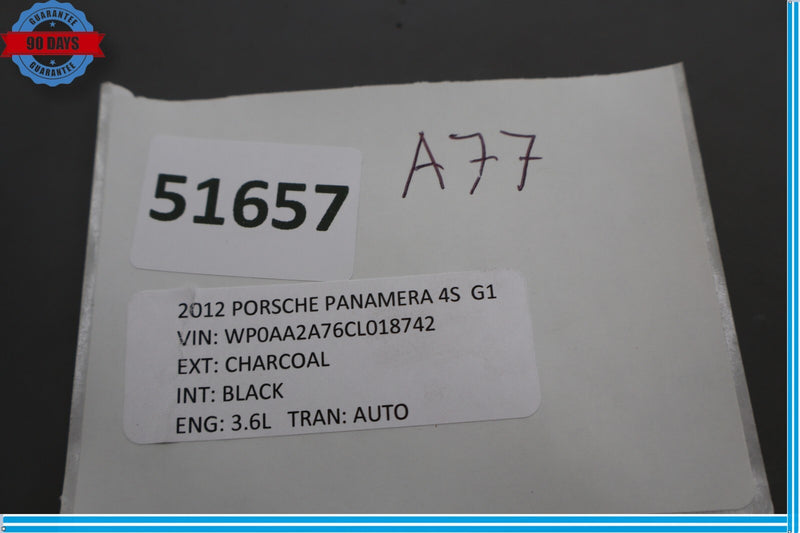 GUARANTEE
90 DAYS
GUARANTEE
A77
51657
2012 PORSCHE PANAMERA 4S G1
VIN: WP0AA2A76CL018742
EXT: CHARCOAL
INT: BLACK
ENG: 3.6L TRAN: AUTO